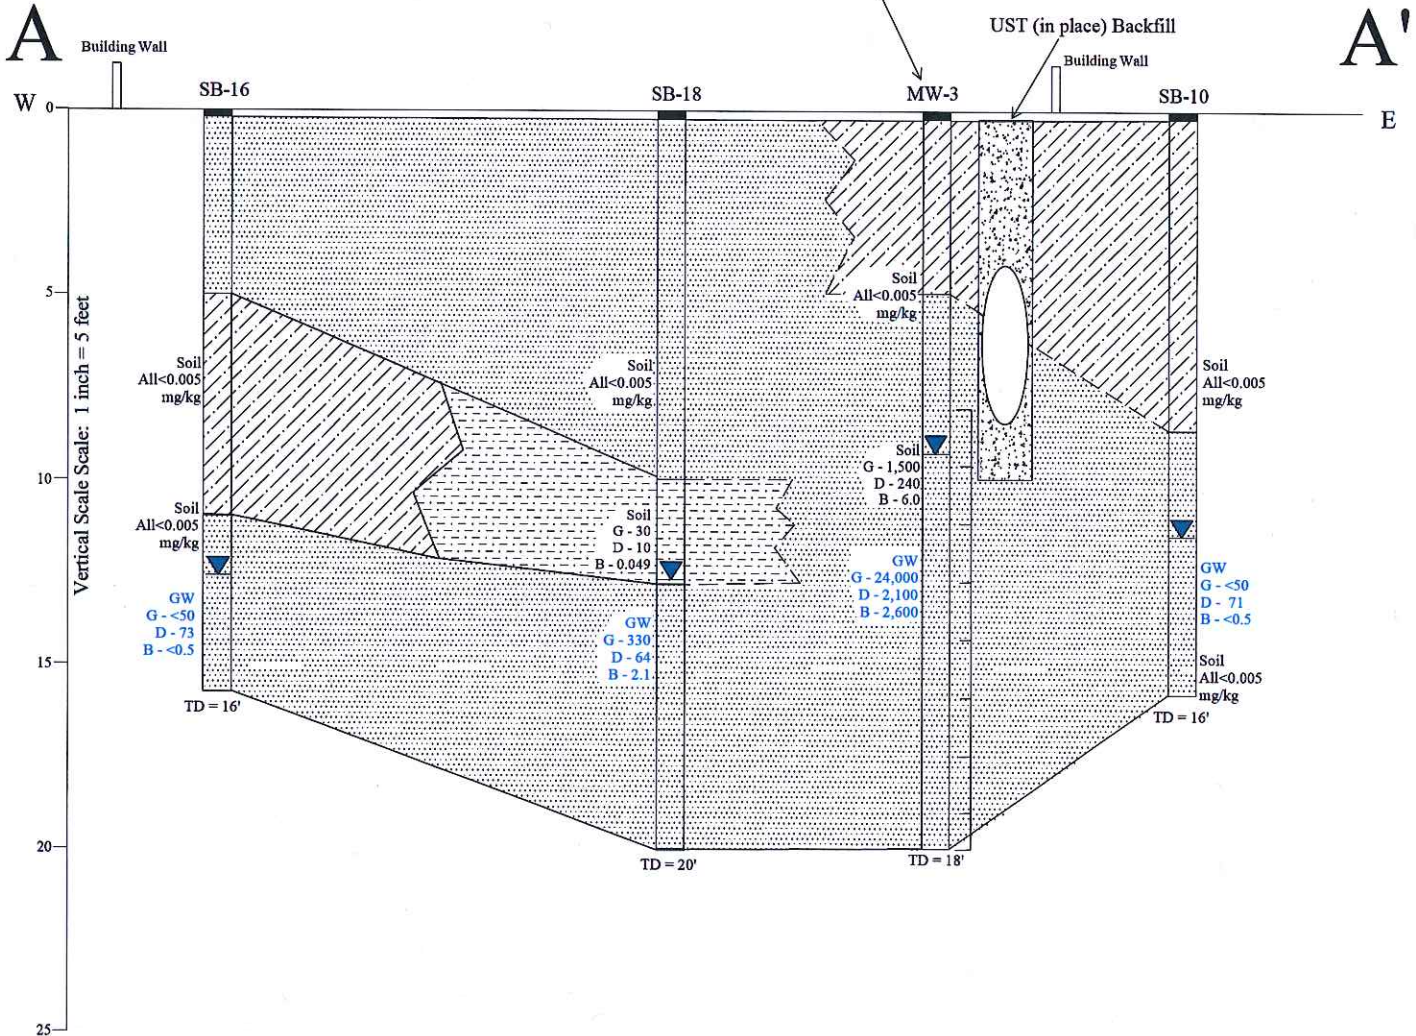 A
A'
UST (in place) Backfill
Building Wall
Building Wall
SB-16
SB-18
MW-3
SB-10
W
E
0
5
10
15
20
25
Vertical Scale: 1 inch = 5 feet
Soil
All<0.005
mg/kg
Soil
All<0.005
mg/kg
GW
G - <50
D - 73
B - <0.5
TD = 16'
Soil
All<0.005
mg/kg
Soil
G - 30
D - 10
B - 0.049
GW
G - 330
D - 64
B - 2.1
TD = 20'
Soil
All<0.005
mg/kg
Soil
G - 1,500
D - 240
B - 6.0
GW
G - 24,000
D - 2,100
B - 2,600
TD = 18'
Soil
All<0.005
mg/kg
GW
G - <50
D - 71
B - <0.5
Soil
All<0.005
mg/kg
TD = 16'